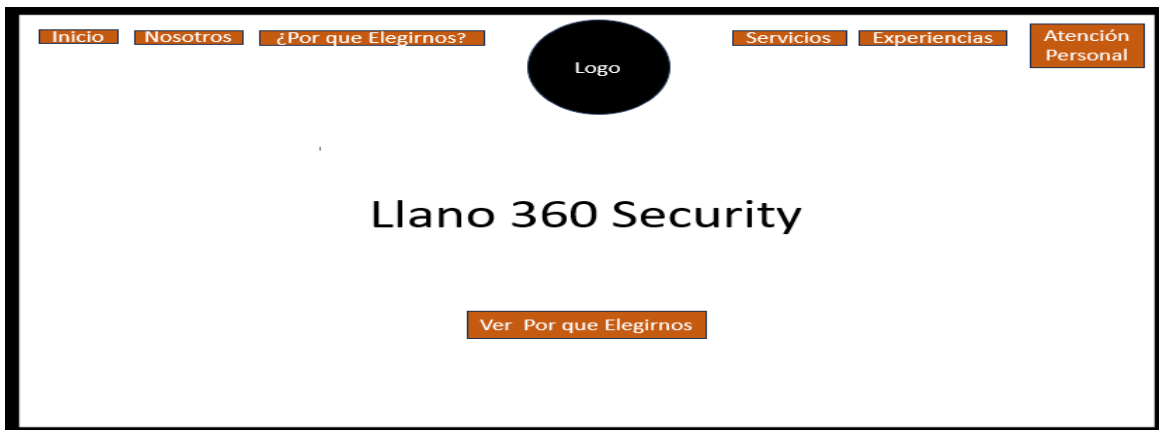 Inicio
Nosotros
¿Por que Elegirnos?
Logo
Servicios
Experiencias
Atención
Personal
Llano 360 Security
Ver Por que Elegirnos